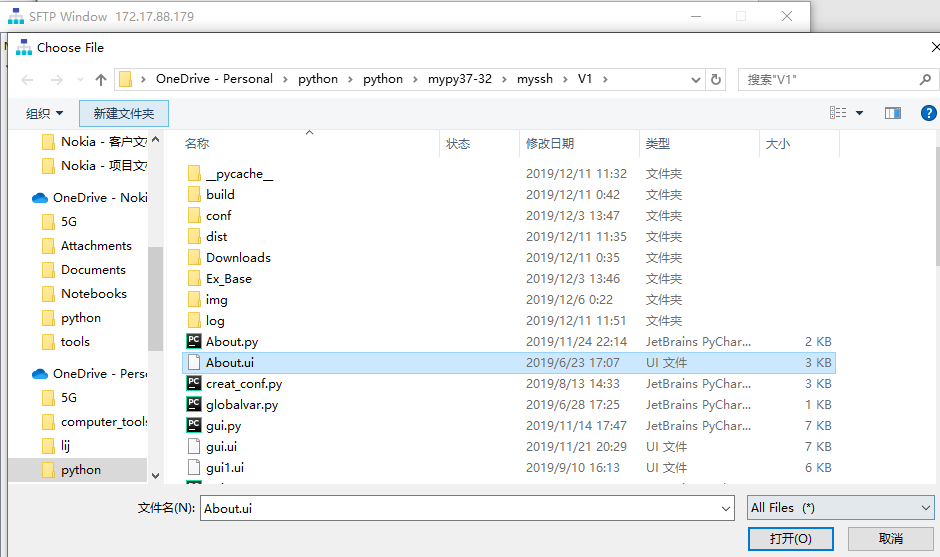 SFTP Window 172.17.88.179
Choose File
OneDrive - Personal > python > python > mypy37-32 > myssh > V1 >
搜索"V1"
组织 新建文件夹
Nokia - 客户文
Nokia - 项目文
OneDrive - Noki
5G
Attachments
Documents
Notebooks
python
tools
OneDrive - Pers
5G
computer_tools
lij
python
名称 状态 修改日期 类型 大小
__pycache__ 2019/12/11 11:32 文件夹
build 2019/12/11 0:42 文件夹
conf 2019/12/3 13:47 文件夹
dist 2019/12/11 11:35 文件夹
Downloads 2019/12/11 0:35 文件夹
Ex_Base 2019/12/3 13:46 文件夹
img 2019/12/6 0:22 文件夹
log 2019/12/11 11:51 文件夹
About.py 2019/11/24 22:14 JetBrains PyChar... 2 KB
About.ui 2019/6/23 17:07 UI 文件 3 KB
creat_conf.py 2019/8/13 14:33 JetBrains PyChar... 3 KB
globalvar.py 2019/6/28 17:25 JetBrains PyChar... 1 KB
gui.py 2019/11/14 17:47 JetBrains PyChar... 7 KB
gui.ui 2019/11/21 20:29 UI 文件 7 KB
gui1.ui 2019/9/10 16:13 UI 文件 6 KB
文件名(N): About.ui All Files (*)
打开(O) 取消